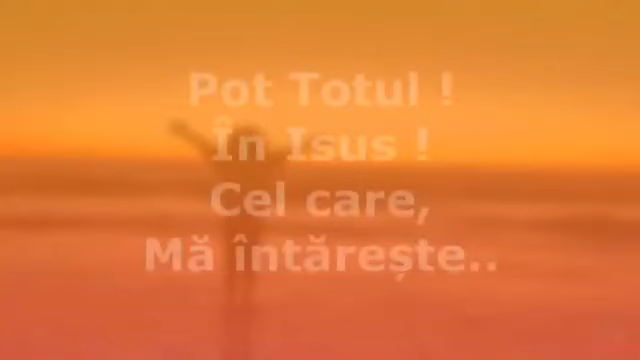 Pot Totul !
În Isus !
Cel care,
Mă întărește..